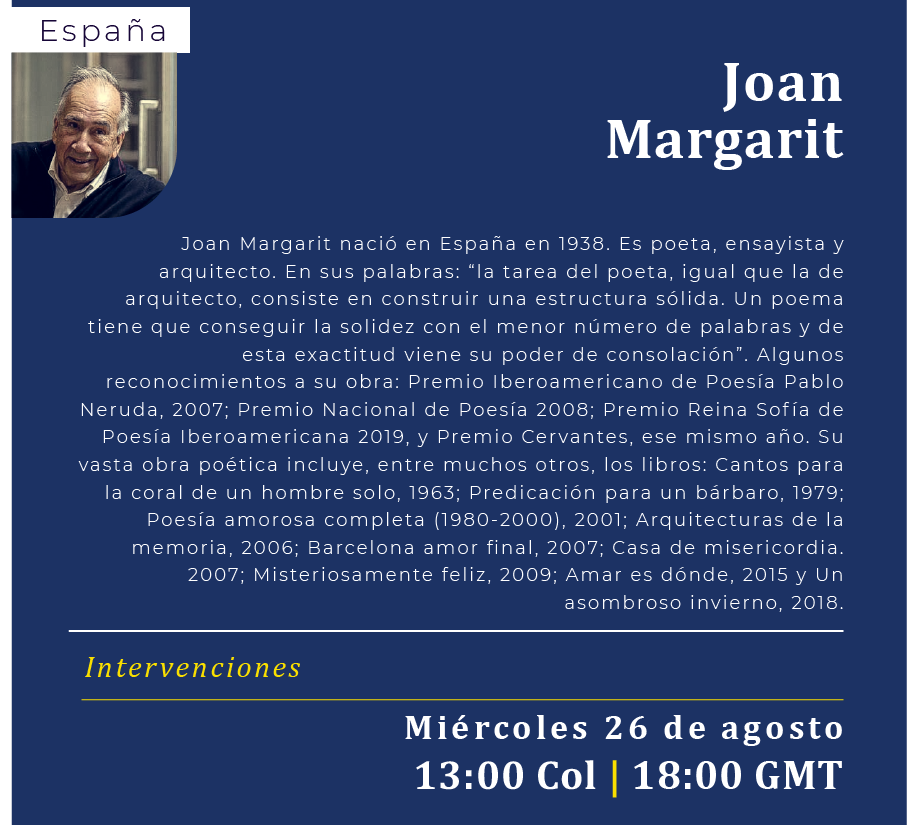 España
Joan
Margarit
Joan Margarit nació en España en 1938. Es poeta, ensayista y
arquitecto. En sus palabras: “la tarea del poeta, igual que la de
arquitecto, consiste en construir una estructura sólida. Un poema
tiene que conseguir la solidez con el menor número de palabras y de
esta exactitud viene su poder de consolación”. Algunos
reconocimientos a su obra: Premio Iberoamericano de Poesía Pablo
Neruda, 2007; Premio Nacional de Poesía 2008; Premio Reina Sofía de
Poesía Iberoamericana 2019, y Premio Cervantes, ese mismo año. Su
vasta obra poética incluye, entre muchos otros, los libros: Cantos para
la coral de un hombre solo, 1963; Predicación para un bárbaro, 1979;
Poesía amorosa completa (1980-2000), 2001; Arquitecturas de la
memoria, 2006; Barcelona amor final, 2007; Casa de misericordia.
2007; Misteriosamente feliz, 2009; Amar es dónde, 2015 y Un
asombroso invierno, 2018.
Intervenciones
Miércoles 26 de agosto
13:00 Col | 18:00 GMT